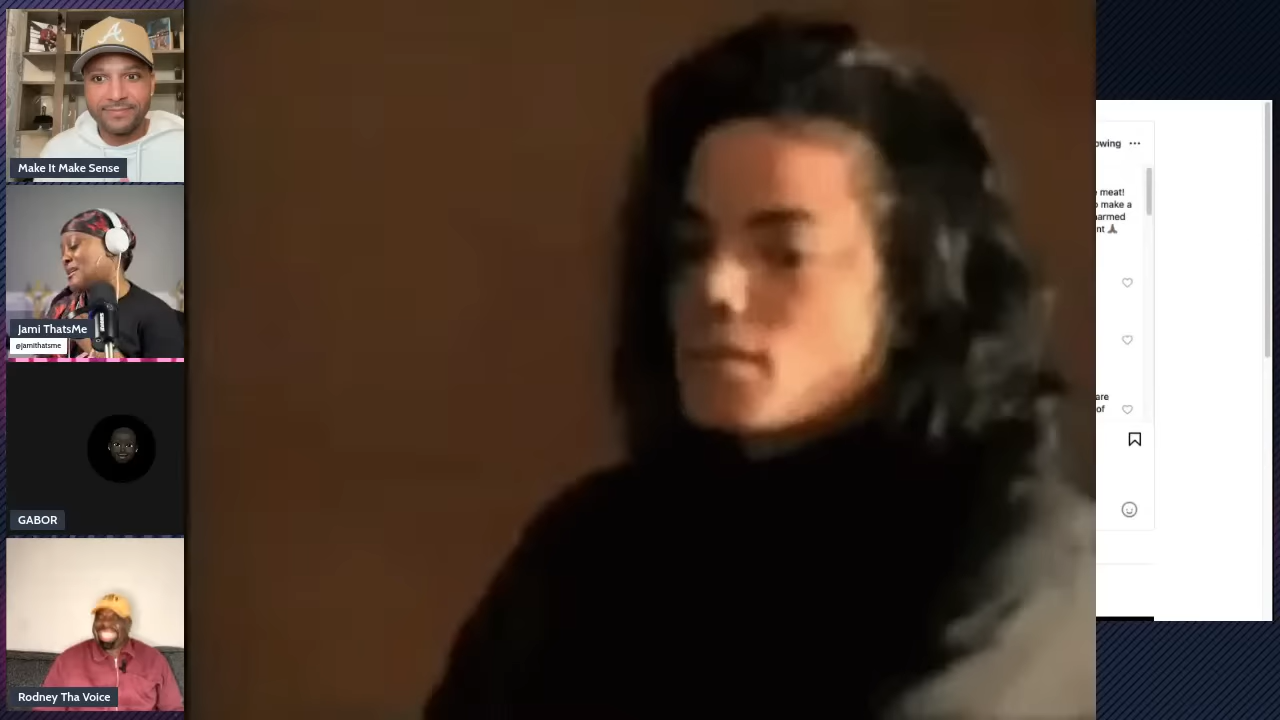 A
Make It Make Sense
Jami ThatsMe
@jamithatsme
GABOR
Rodney Tha Voice
owing
meat!
make a
armed
nt 🙏
are
of